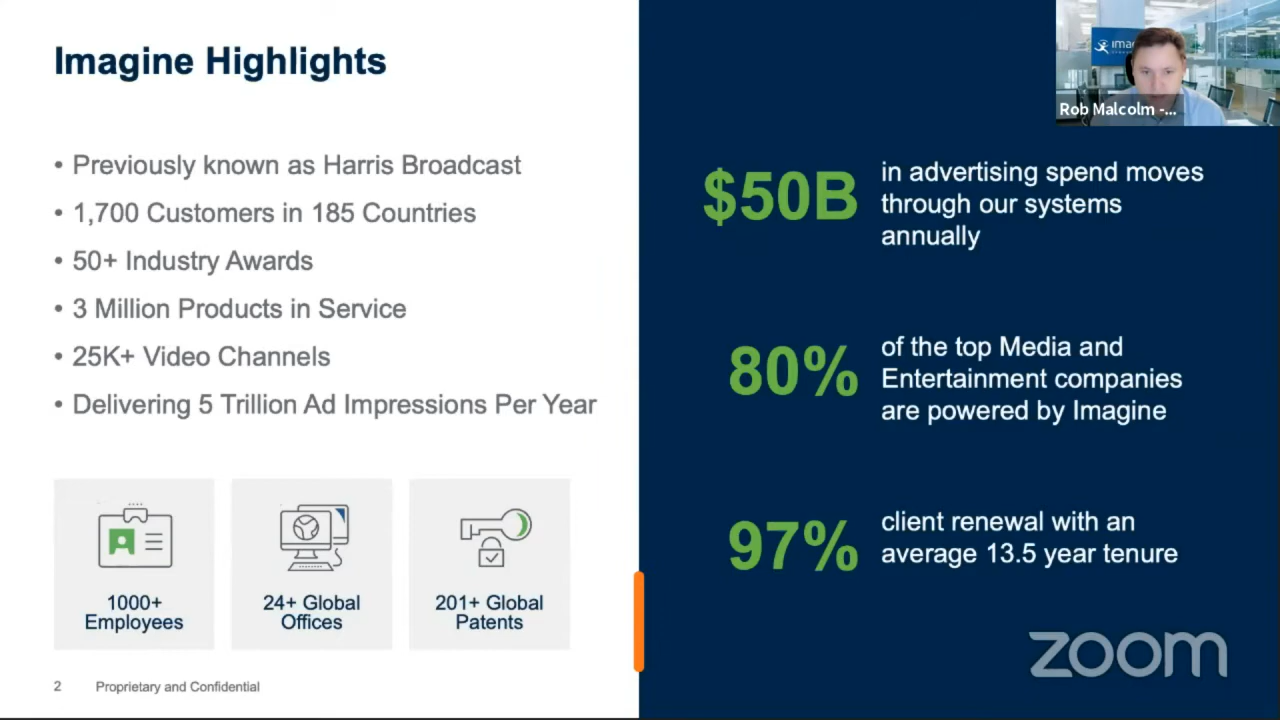 Imagine Highlights
• Previously known as Harris Broadcast
• 1,700 Customers in 185 Countries
• 50+ Industry Awards
• 3 Million Products in Service
• 25K+ Video Channels
• Delivering 5 Trillion Ad Impressions Per Year
1000+
Employees
24+ Global
Offices
201+ Global
Patents
2 Proprietary and Confidential
$50B
in advertising spend moves
through our systems
annually
80%
of the top Media and
Entertainment companies
are powered by Imagine
97%
client renewal with an
average 13.5 year tenure
Rob Malcolm -...
zoom